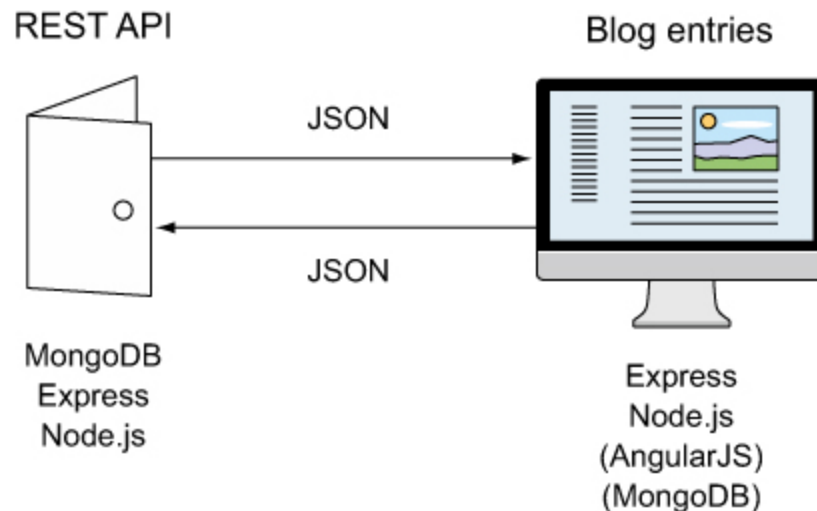 REST API
Blog entries
JSON
JSON
MongoDB
Express
Node.js
Express
Node.js
(AngularJS)
(MongoDB)